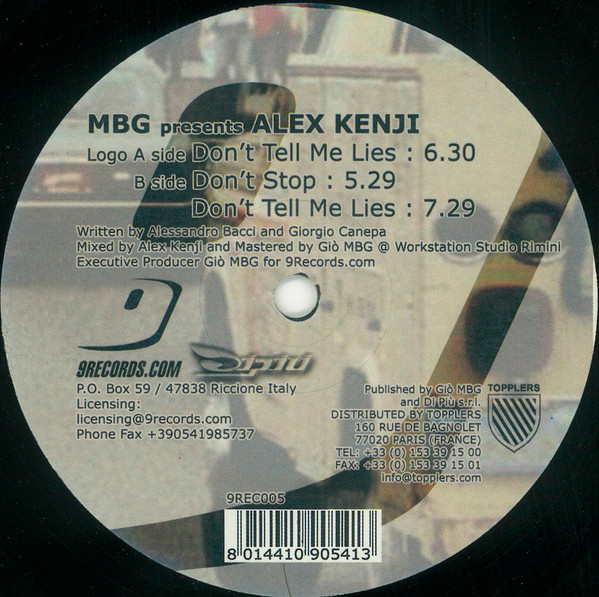 MBG presents ALEX KENJI
Logo A side Don't Tell Me Lies : 6.30
B side Don't Stop : 5.29
Don't Tell Me Lies : 7.29
Written by Alessandro Bacci and Giorgio Canepa
Mixed by Alex Kenji and Mastered by Giò MBG @ Workstation Studio Rimini
Executive Producer Giò MBG for 9Records.com
9
9RECORDS.COM
Di più
P.O. Box 59 / 47838 Riccione Italy
Licensing:
licensing@9records.com
Phone Fax +390541985737
Published by Giò MBG
and Di Più s.r.l.
DISTRIBUTED BY TOPPLERS
160 RUE DE BAGNOLET
77020 PARIS (FRANCE)
TEL: +33 (0) 153 39 15 00
FAX: +33 (0) 153 39 15 01
info@topplers.com
TOPPLERS
9REC005
8 014410 905413